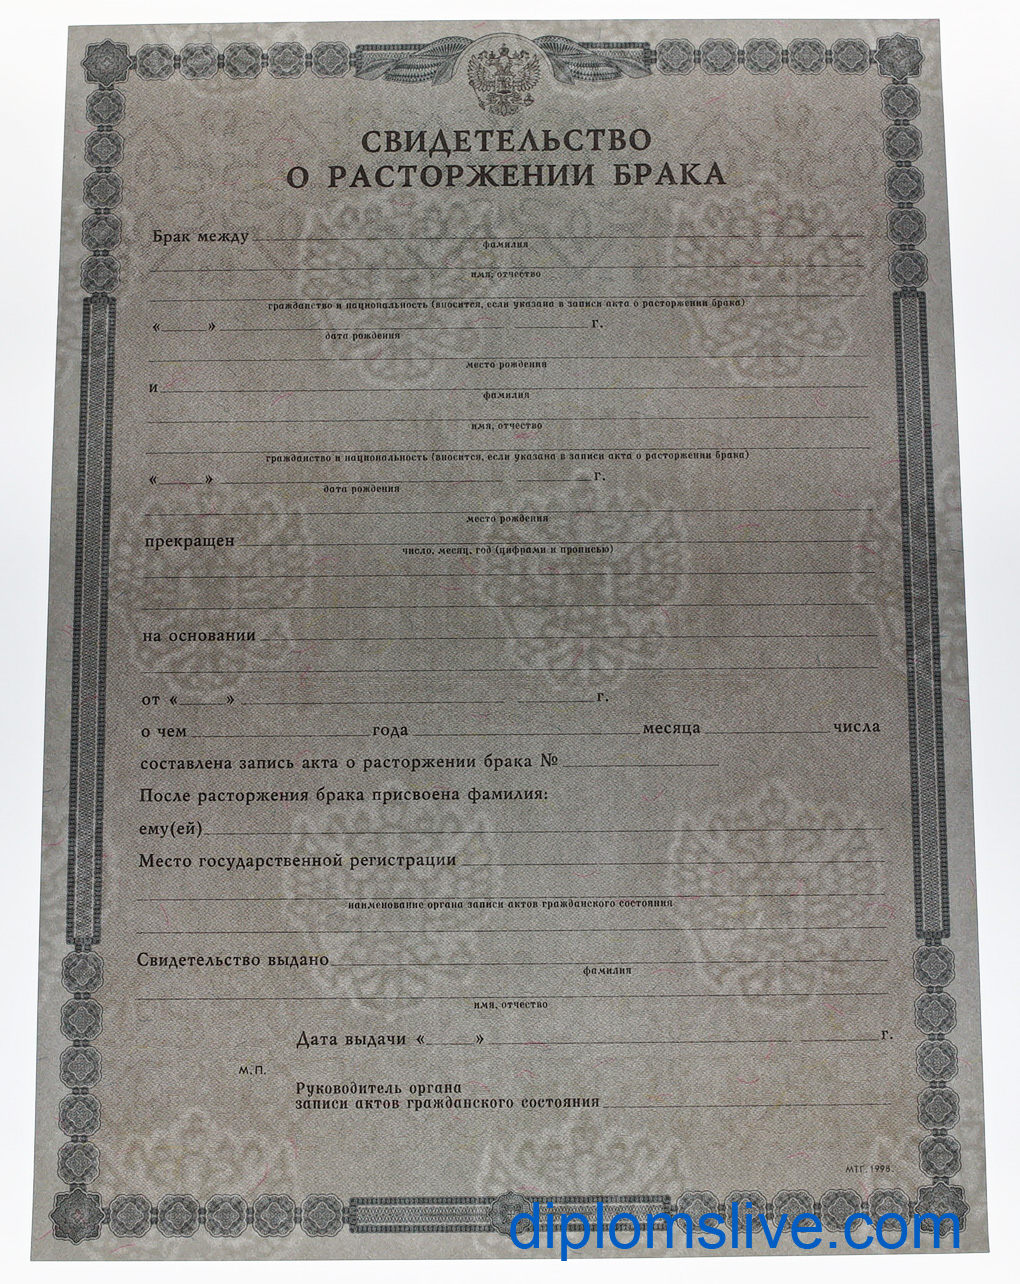 СВИДЕТЕЛЬСТВО
О РАСТОРЖЕНИИ БРАКА
Брак между
фамилия
имя, отчество
гражданство и национальность (вносится, если указана в записи акта о расторжении брака)
« » г.
дата рождения
место рождения
и
фамилия
имя, отчество
гражданство и национальность (вносится, если указана в записи акта о расторжении брака)
« » г.
дата рождения
место рождения
прекращен
число, месяц, год (цифрами и прописью)
на основании
от « » г.
о чем года месяца числа
составлена запись акта о расторжении брака №
После расторжения брака присвоена фамилия:
ему(ей)
Место государственной регистрации
наименование органа записи актов гражданского состояния
Свидетельство выдано
фамилия
имя, отчество
Дата выдачи « » г.
М.П.
Руководитель органа
записи актов гражданского состояния
МТГ. 1998.
diplomslive.com